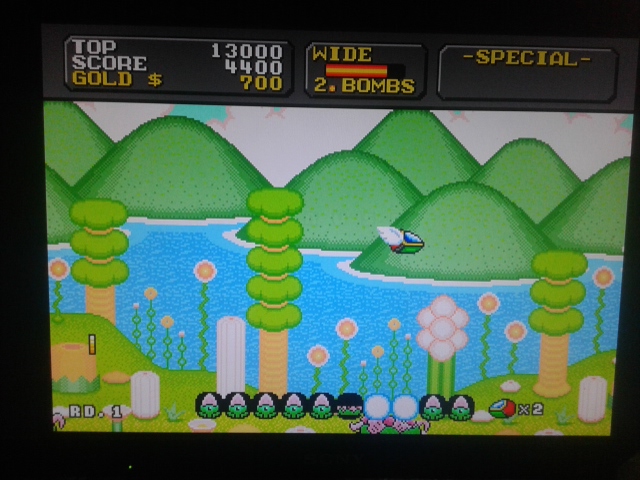 TOP 13000
SCORE 4400
GOLD $ 700
WIDE
2.BOMBS
-SPECIAL-
RD. 1
×2